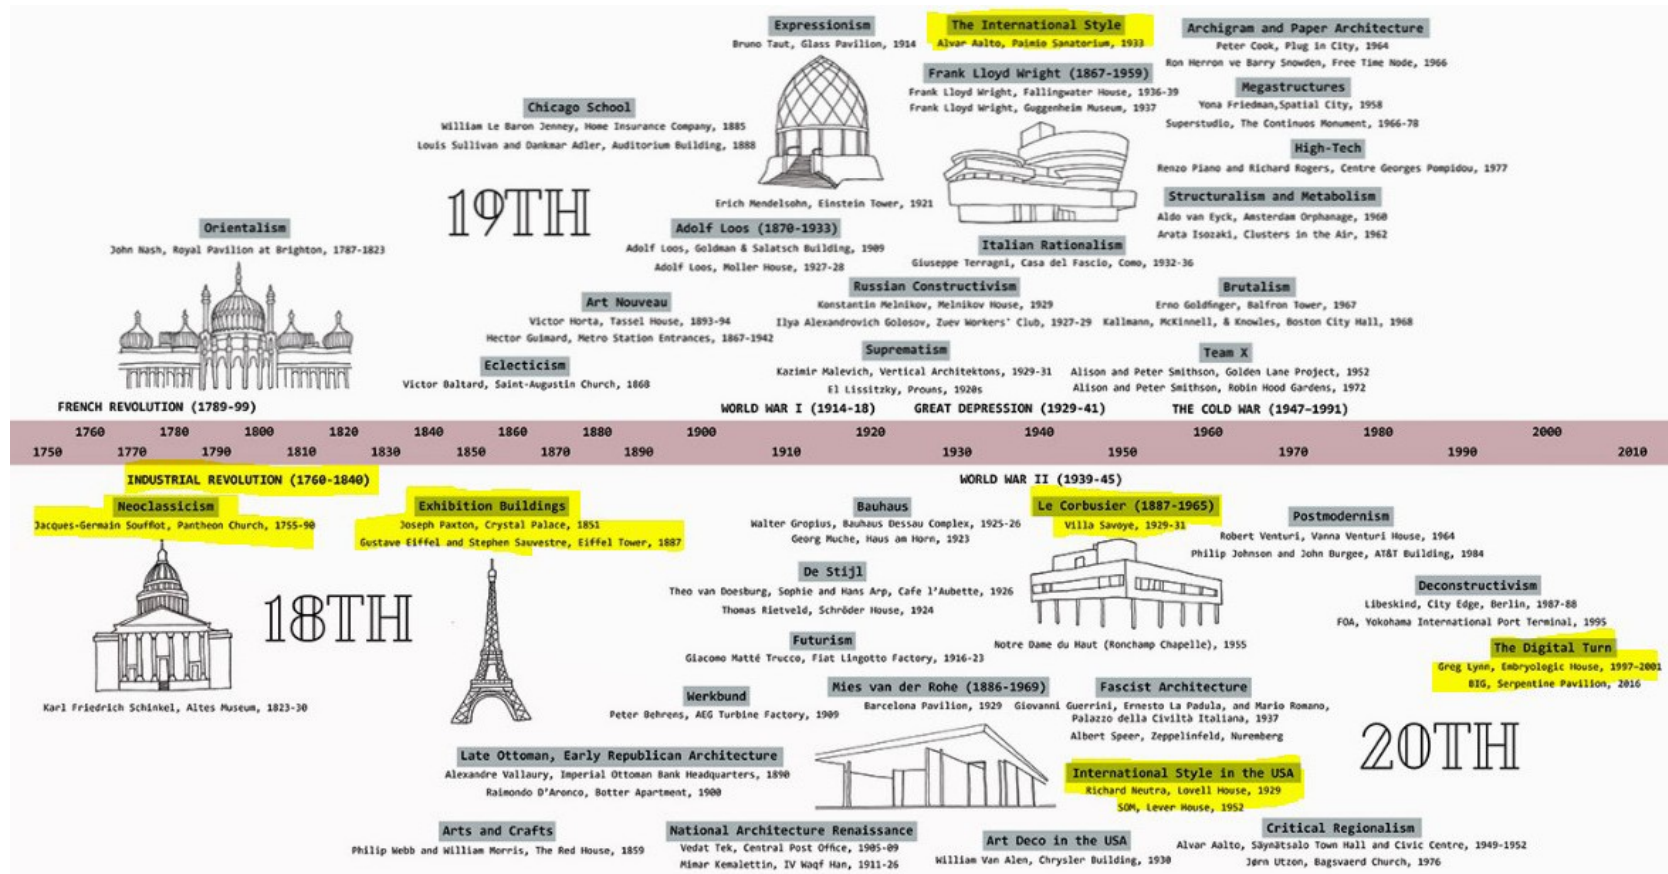 Expressionism
Bruno Taut, Glass Pavilion, 1914
The International Style
Alvar Aalto, Paimio Sanatorium, 1933
Archigram and Paper Architecture
Peter Cook, Plug in City, 1964
Ron Herron ve Barry Snowden, Free Time Node, 1966
Frank Lloyd Wright (1867-1959)
Frank Lloyd Wright, Fallingwater House, 1936-39
Frank Lloyd Wright, Guggenheim Museum, 1937
Megastructures
Yona Friedman,Spatial City, 1958
Superstudio, The Continuos Monument, 1966-78
Chicago School
William Le Baron Jenney, Home Insurance Company, 1885
Louis Sullivan and Dankmar Adler, Auditorium Building, 1888
High-Tech
Renzo Piano and Richard Rogers, Centre Georges Pompidou, 1977
19TH
Erich Mendelsohn, Einstein Tower, 1921
Structuralism and Metabolism
Aldo van Eyck, Amsterdam Orphanage, 1960
Arata Isozaki, Clusters in the Air, 1962
Orientalism
John Nash, Royal Pavilion at Brighton, 1787-1823
Adolf Loos (1870-1933)
Adolf Loos, Goldman & Salatsch Building, 1909
Adolf Loos, Moller House, 1927-28
Italian Rationalism
Giuseppe Terragni, Casa del Fascio, Como, 1932-36
Art Nouveau
Victor Horta, Tassel House, 1893-94
Hector Guimard, Metro Station Entrances, 1867-1942
Russian Constructivism
Konstantin Melnikov, Melnikov House, 1929
Ilya Alexandrovich Golosov, Zuev Workers' Club, 1927-29
Brutalism
Erno Goldfinger, Balfron Tower, 1967
Kallmann, McKinnell, & Knowles, Boston City Hall, 1968
Eclecticism
Victor Baltard, Saint-Augustin Church, 1868
Suprematism
Kazimir Malevich, Vertical Architektons, 1929-31
El Lissitzky, Prouns, 1920s
Team X
Alison and Peter Smithson, Golden Lane Project, 1952
Alison and Peter Smithson, Robin Hood Gardens, 1972
FRENCH REVOLUTION (1789-99)
WORLD WAR I (1914-18)
GREAT DEPRESSION (1929-41)
THE COLD WAR (1947-1991)
1760 1780 1800 1820 1840 1860 1880 1900 1920 1940 1960 1980 2000
1750 1770 1790 1810 1830 1850 1870 1890 1910 1930 1950 1970 1990 2010
INDUSTRIAL REVOLUTION (1760-1840)
WORLD WAR II (1939-45)
Neoclassicism
Jacques-Germain Soufflot, Pantheon Church, 1755-90
Exhibition Buildings
Joseph Paxton, Crystal Palace, 1851
Gustave Eiffel and Stephen Sauvestre, Eiffel Tower, 1887
Bauhaus
Walter Gropius, Bauhaus Dessau Complex, 1925-26
Georg Muche, Haus am Horn, 1923
Le Corbusier (1887-1965)
Villa Savoye, 1929-31
Postmodernism
Robert Venturi, Vanna Venturi House, 1964
Philip Johnson and John Burgee, AT&T Building, 1984
18TH
De Stijl
Theo van Doesburg, Sophie and Hans Arp, Cafe l'Aubette, 1926
Thomas Rietveld, Schröder House, 1924
Deconstructivism
Libeskind, City Edge, Berlin, 1987-88
FOA, Yokohama International Port Terminal, 1995
Futurism
Giacomo Matté Trucco, Fiat Lingotto Factory, 1916-23
Notre Dame du Haut (Ronchamp Chapelle), 1955
The Digital Turn
Greg Lynn, Embryologic House, 1997-2001
BIG, Serpentine Pavilion, 2016
Karl Friedrich Schinkel, Altes Museum, 1823-30
Werkbund
Peter Behrens, AEG Turbine Factory, 1909
Mies van der Rohe (1886-1969)
Barcelona Pavilion, 1929
Fascist Architecture
Giovanni Guerrini, Ernesto La Padula, and Mario Romano,
Palazzo della Civiltà Italiana, 1937
Albert Speer, Zeppelinfeld, Nuremberg
20TH
Late Ottoman, Early Republican Architecture
Alexandre Vallaury, Imperial Ottoman Bank Headquarters, 1890
Raimondo D'Aronco, Botter Apartment, 1900
International Style in the USA
Richard Neutra, Lovell House, 1929
SOM, Lever House, 1952
Arts and Crafts
Philip Webb and William Morris, The Red House, 1859
National Architecture Renaissance
Vedat Tek, Central Post Office, 1905-09
Mimar Kemalettin, IV Waqf Han, 1911-26
Art Deco in the USA
William Van Alen, Chrysler Building, 1930
Critical Regionalism
Alvar Aalto, Säynätsalo Town Hall and Civic Centre, 1949-1952
Jørn Utzon, Bagsvaerd Church, 1976